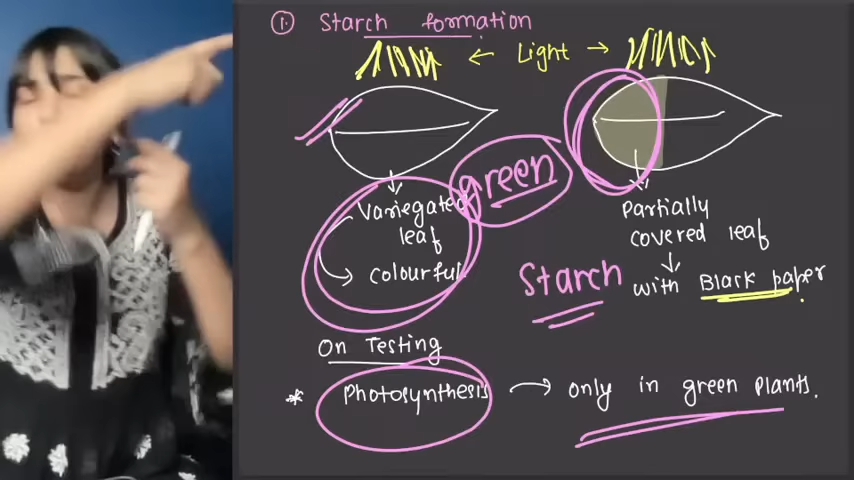 ① Starch formation
← Light →
green
Variegated
leaf
→ colourful
Partially
covered leaf
↓
with Black paper
Starch
On Testing
* Photosynthesis → only in green Plants.